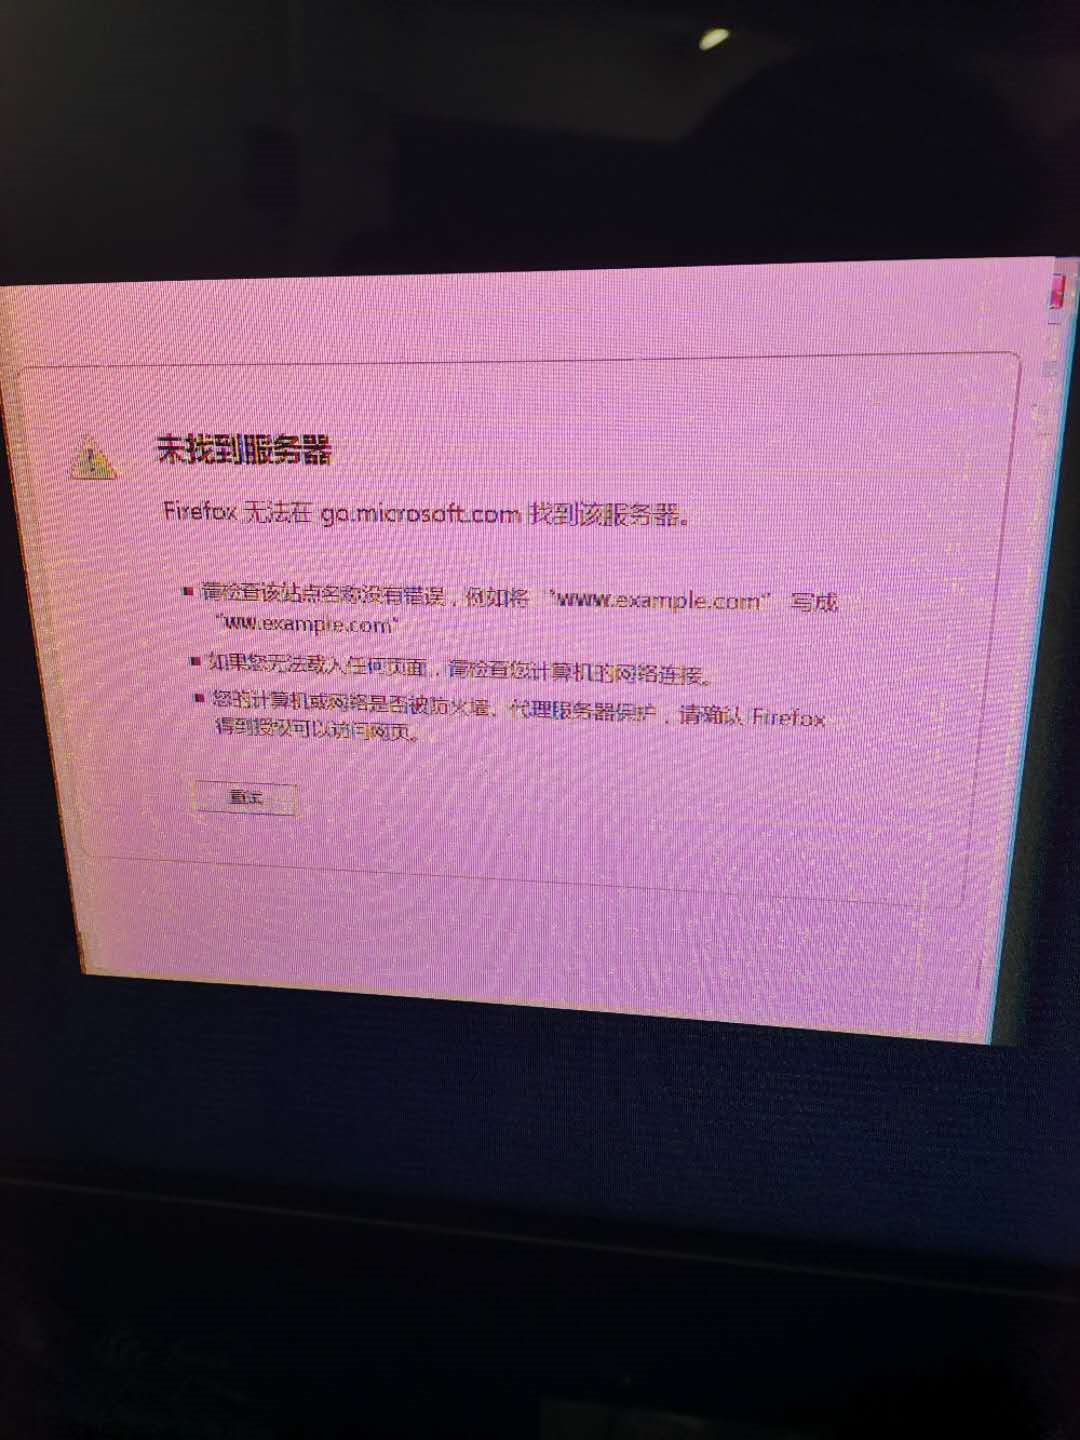 未找到服务器
Firefox 无法在 go.microsoft.com 找到该服务器。
请检查该站点名称没有错误，例如将 "www.example.com" 写成
"ww.example.com"
如果您无法载入任何页面，请检查您计算机的网络连接。
您的计算机或网络是否被防火墙、代理服务器保护，请确认 Firefox
得到授权可以访问网页。
重试